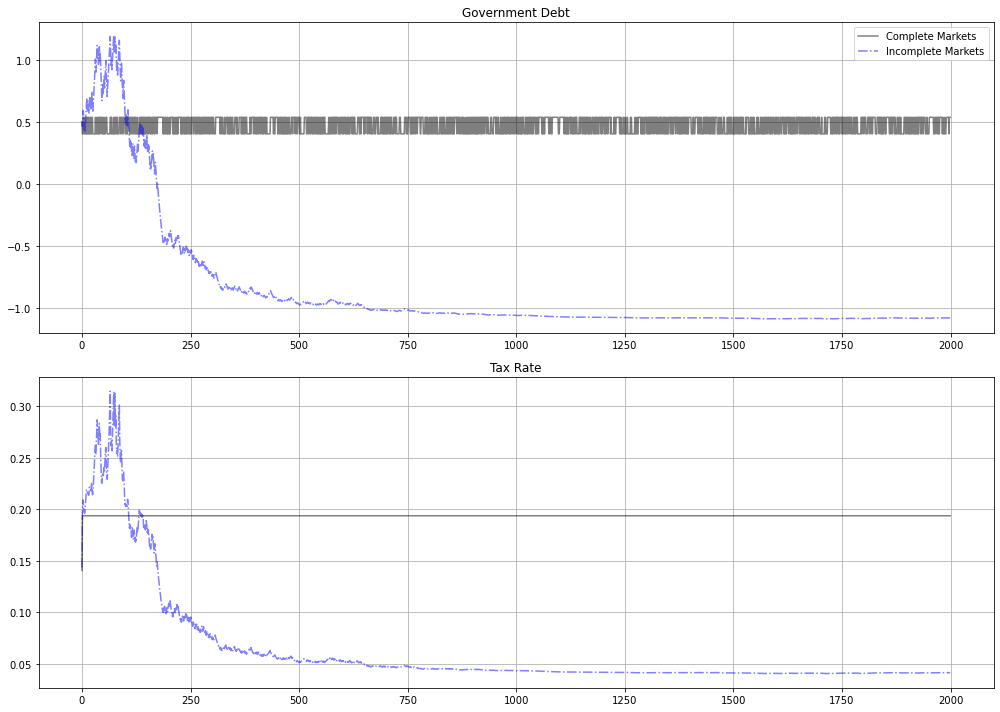 Government Debt
Complete Markets
Incomplete Markets
1.0
0.5
0.0
−0.5
−1.0
0 250 500 750 1000 1250 1500 1750 2000
Tax Rate
0.30
0.25
0.20
0.15
0.10
0.05
0 250 500 750 1000 1250 1500 1750 2000